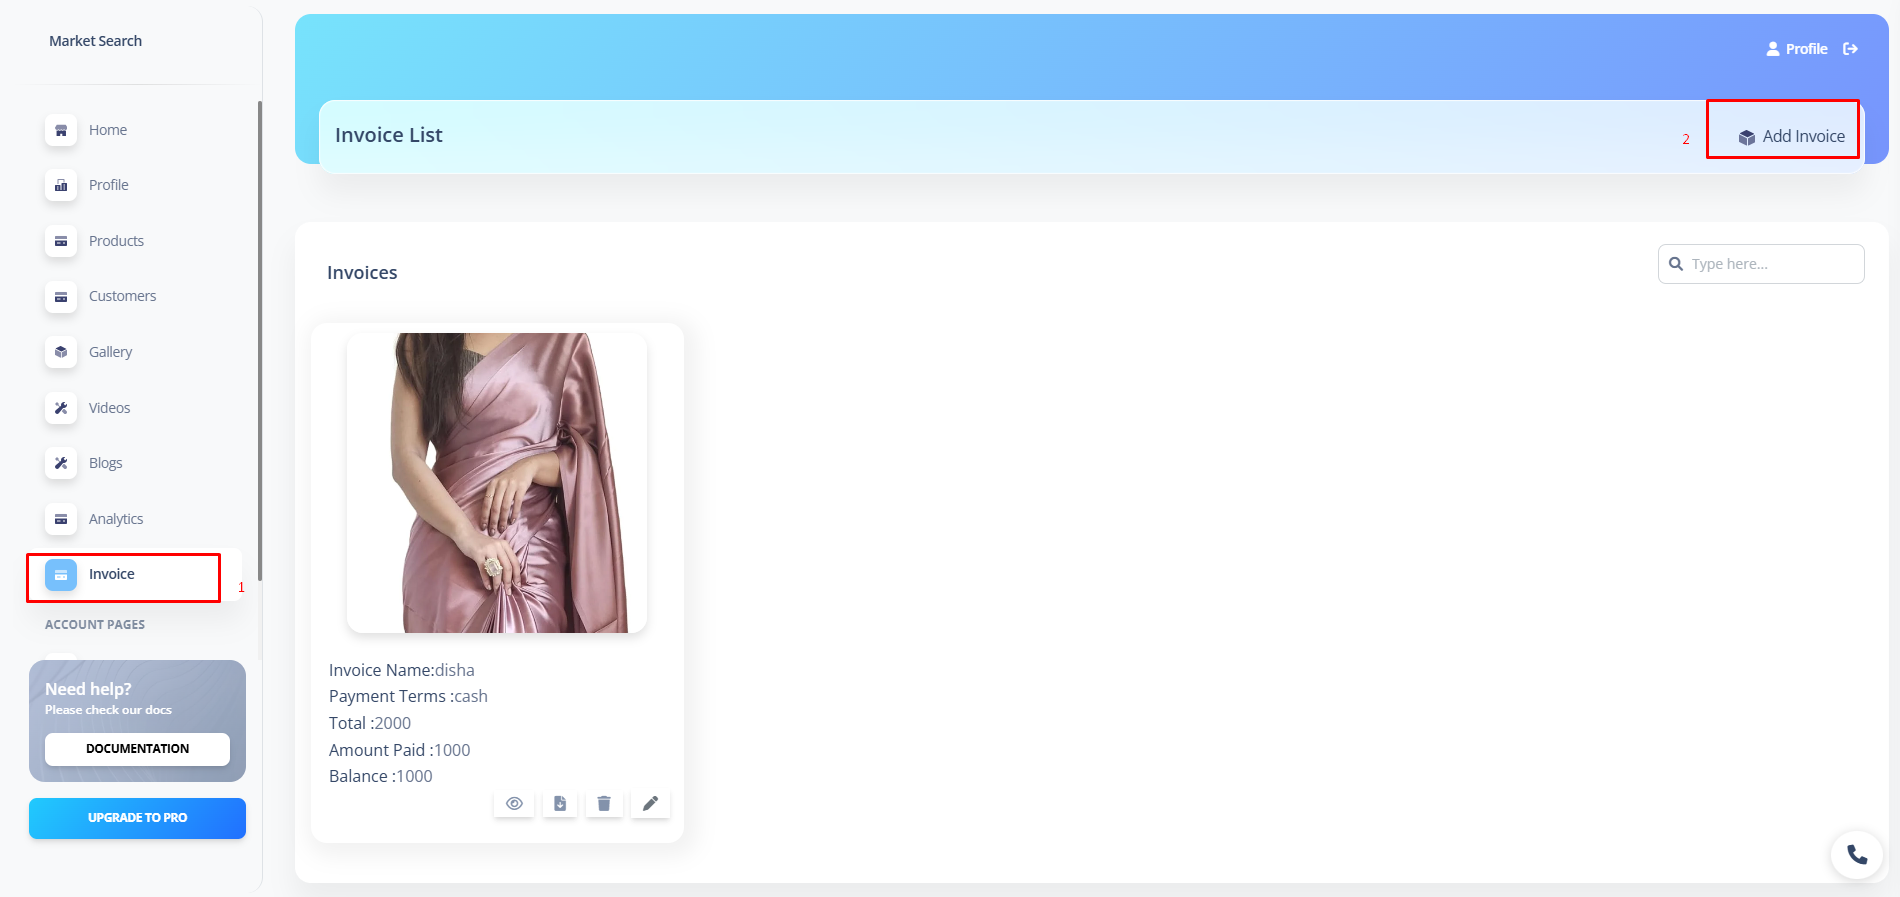 Market Search
Home
Profile
Products
Customers
Gallery
Videos
Blogs
Analytics
Invoice
1
ACCOUNT PAGES
Need help?
Please check our docs
DOCUMENTATION
UPGRADE TO PRO
Profile
Invoice List
2
Add Invoice
Invoices
Type here...
Invoice Name:disha
Payment Terms :cash
Total :2000
Amount Paid :1000
Balance :1000